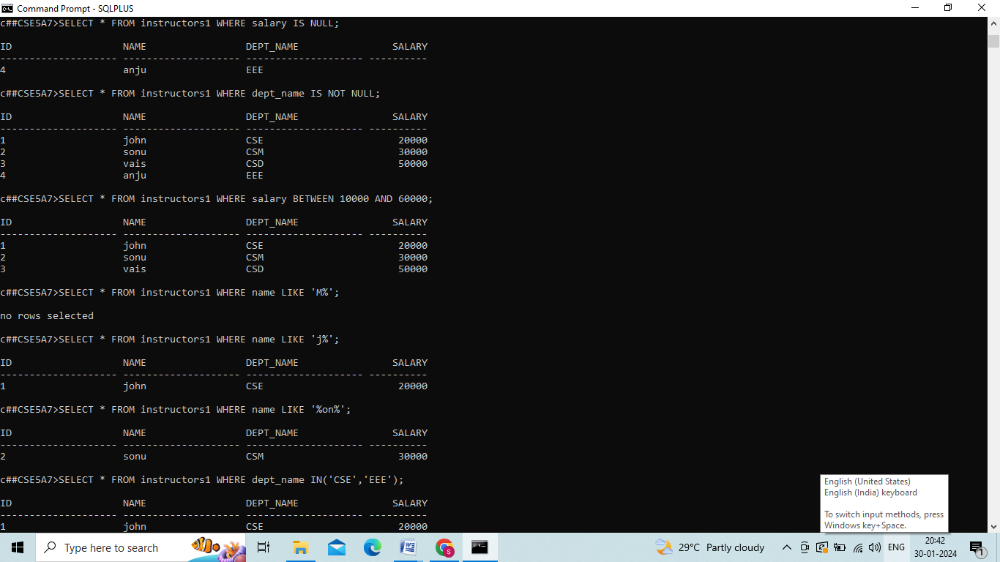 Command Prompt - SQLPLUS
c##CSE5A7>SELECT * FROM instructors1 WHERE salary IS NULL;
ID                   NAME                 DEPT_NAME                SALARY
-------------------- -------------------- -------------------- ----------
4                    anju                 EEE
c##CSE5A7>SELECT * FROM instructors1 WHERE dept_name IS NOT NULL;
ID                   NAME                 DEPT_NAME                SALARY
-------------------- -------------------- -------------------- ----------
1                    john                 CSE                       20000
2                    sonu                 CSM                       30000
3                    vais                 CSD                       50000
4                    anju                 EEE
c##CSE5A7>SELECT * FROM instructors1 WHERE salary BETWEEN 10000 AND 60000;
ID                   NAME                 DEPT_NAME                SALARY
-------------------- -------------------- -------------------- ----------
1                    john                 CSE                       20000
2                    sonu                 CSM                       30000
3                    vais                 CSD                       50000
c##CSE5A7>SELECT * FROM instructors1 WHERE name LIKE 'M%';
no rows selected
c##CSE5A7>SELECT * FROM instructors1 WHERE name LIKE 'j%';
ID                   NAME                 DEPT_NAME                SALARY
-------------------- -------------------- -------------------- ----------
1                    john                 CSE                       20000
c##CSE5A7>SELECT * FROM instructors1 WHERE name LIKE '%on%';
ID                   NAME                 DEPT_NAME                SALARY
-------------------- -------------------- -------------------- ----------
2                    sonu                 CSM                       30000
c##CSE5A7>SELECT * FROM instructors1 WHERE dept_name IN('CSE','EEE');
ID                   NAME                 DEPT_NAME                SALARY
-------------------- -------------------- -------------------- ----------
1                    john                 CSE                       20000
English (United States)
English (India) keyboard
To switch input methods, press
Windows key+Space.
Type here to search
29°C Partly cloudy
ENG
20:42
30-01-2024
1